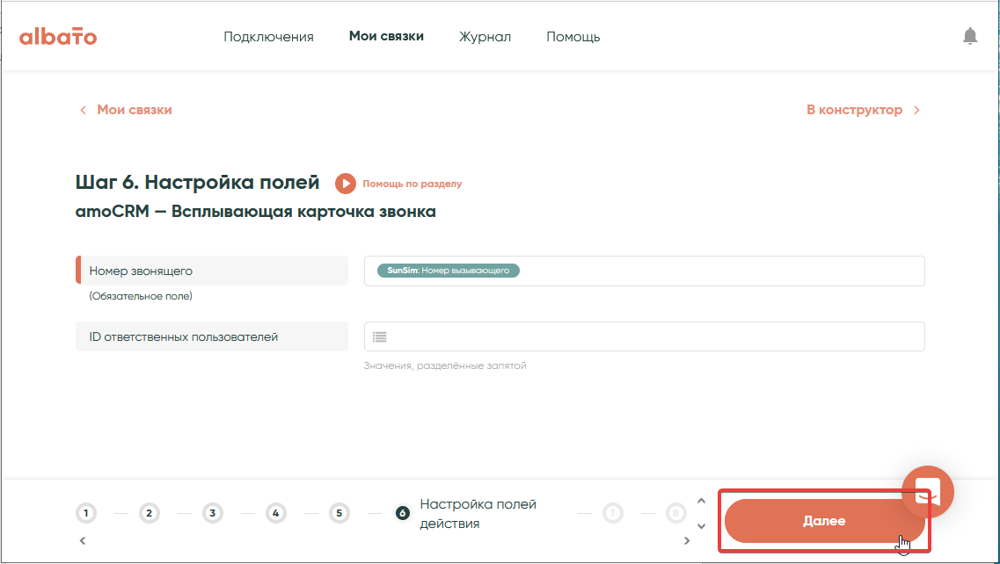 albato
Подключения Мои связки Журнал Помощь
Мои связки В конструктор
Шаг 6. Настройка полей Помощь по разделу
amoCRM — Всплывающая карточка звонка
Номер звонящего SunSim: Номер вызывающего
(Обязательное поле)
ID ответственных пользователей
Значения, разделённые запятой
1 2 3 4 5 6 Настройка полей
действия 7 8
Далее